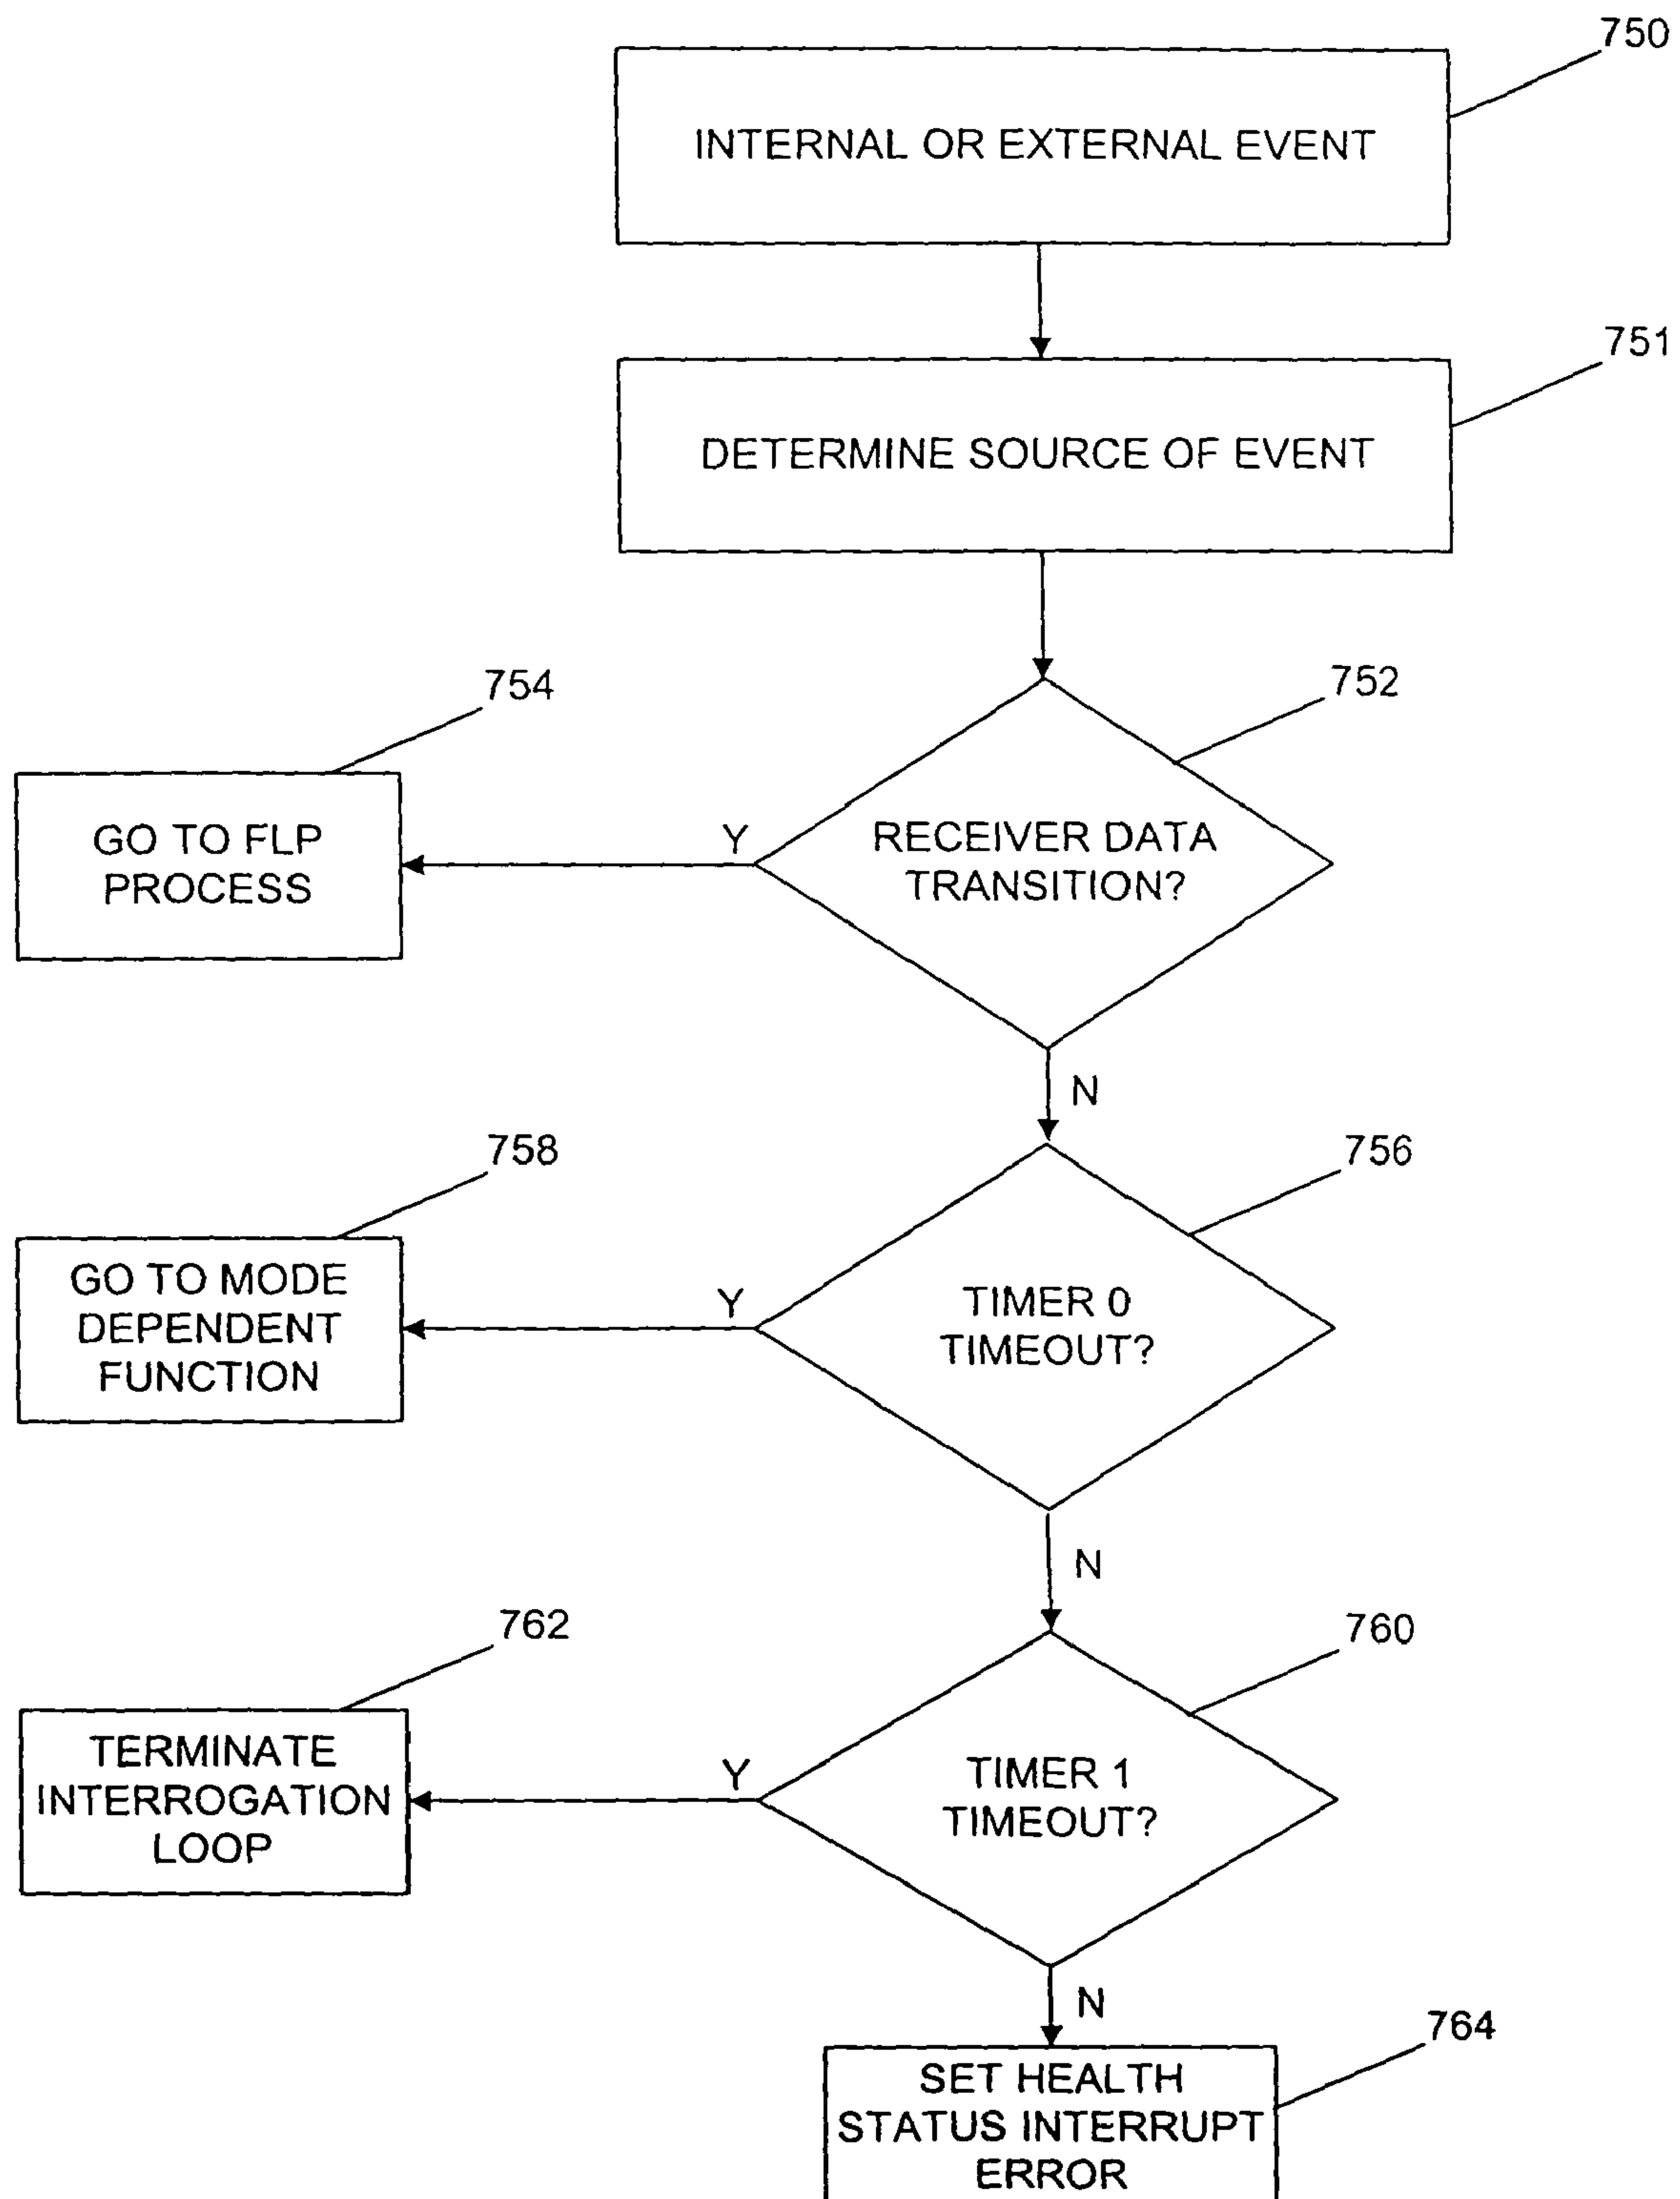 750
INTERNAL OR EXTERNAL EVENT
751
DETERMINE SOURCE OF EVENT
754
752
GO TO FLP
PROCESS
Y
RECEIVER DATA
TRANSITION?
N
758
756
GO TO MODE
DEPENDENT
FUNCTION
Y
TIMER 0
TIMEOUT?
N
762
760
TERMINATE
INTERROGATION
LOOP
Y
TIMER 1
TIMEOUT?
N
764
SET HEALTH
STATUS INTERRUPT
ERROR